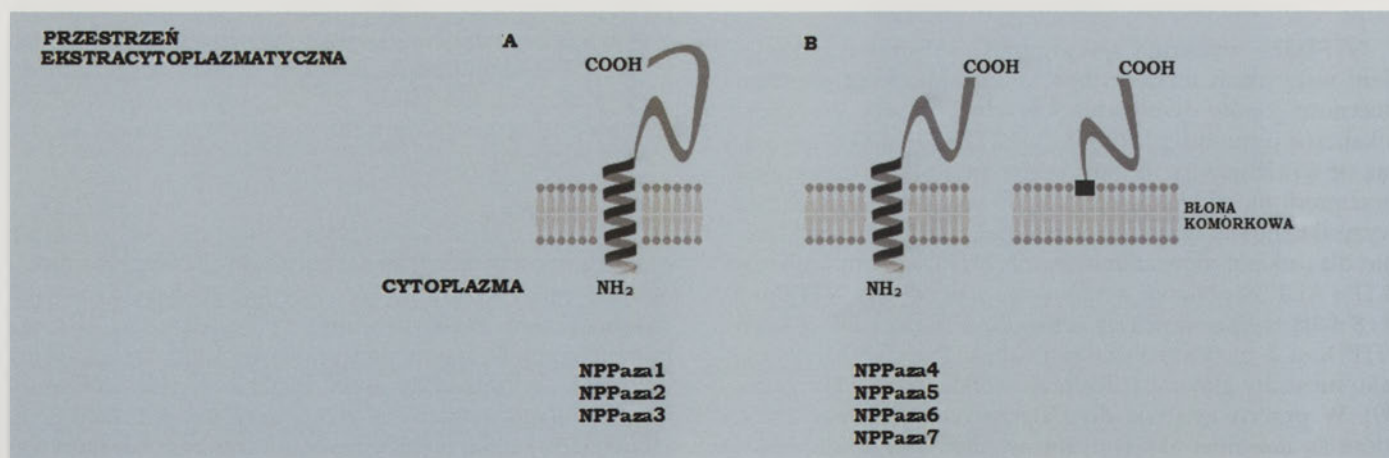 PRZESTRZEŃ
EKSTRACYTOPLAZMATYCZNA
A
B
COOH
COOH
COOH
BŁONA
KOMÓRKOWA
CYTOPLAZMA
NH₂
NH₂
NPPaza1
NPPaza2
NPPaza3
NPPaza4
NPPaza5
NPPaza6
NPPaza7